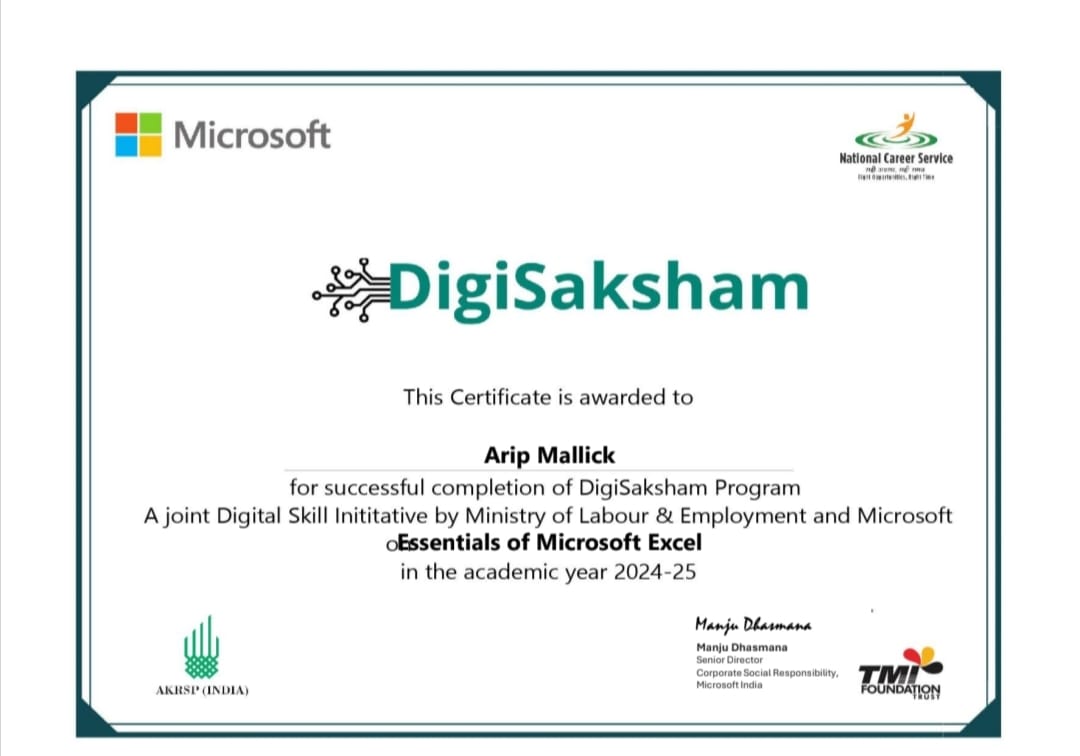 Microsoft
National Career Service
DigiSaksham
This Certificate is awarded to
Arip Mallick
for successful completion of DigiSaksham Program
A joint Digital Skill Inititative by Ministry of Labour & Employment and Microsoft
oEssentials of Microsoft Excel
in the academic year 2024-25
Manju Dhasmana
Manju Dhasmana
Senior Director
Corporate Social Responsibility,
Microsoft India
AKRSP (INDIA)
TMI
FOUNDATION
TRUST